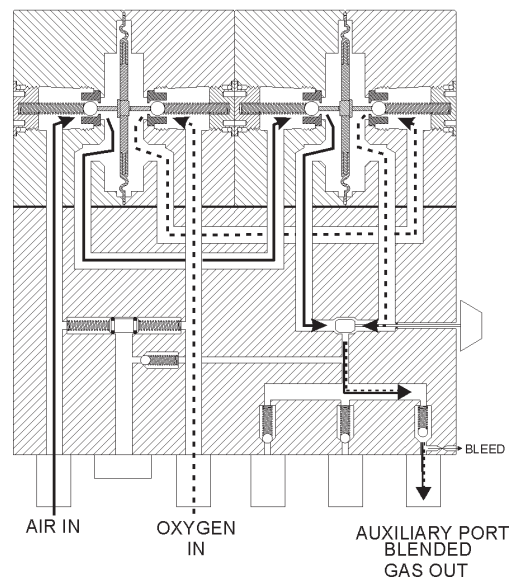 BLEED
AIR IN
OXYGEN
IN
AUXILIARY PORT
BLENDED
GAS OUT